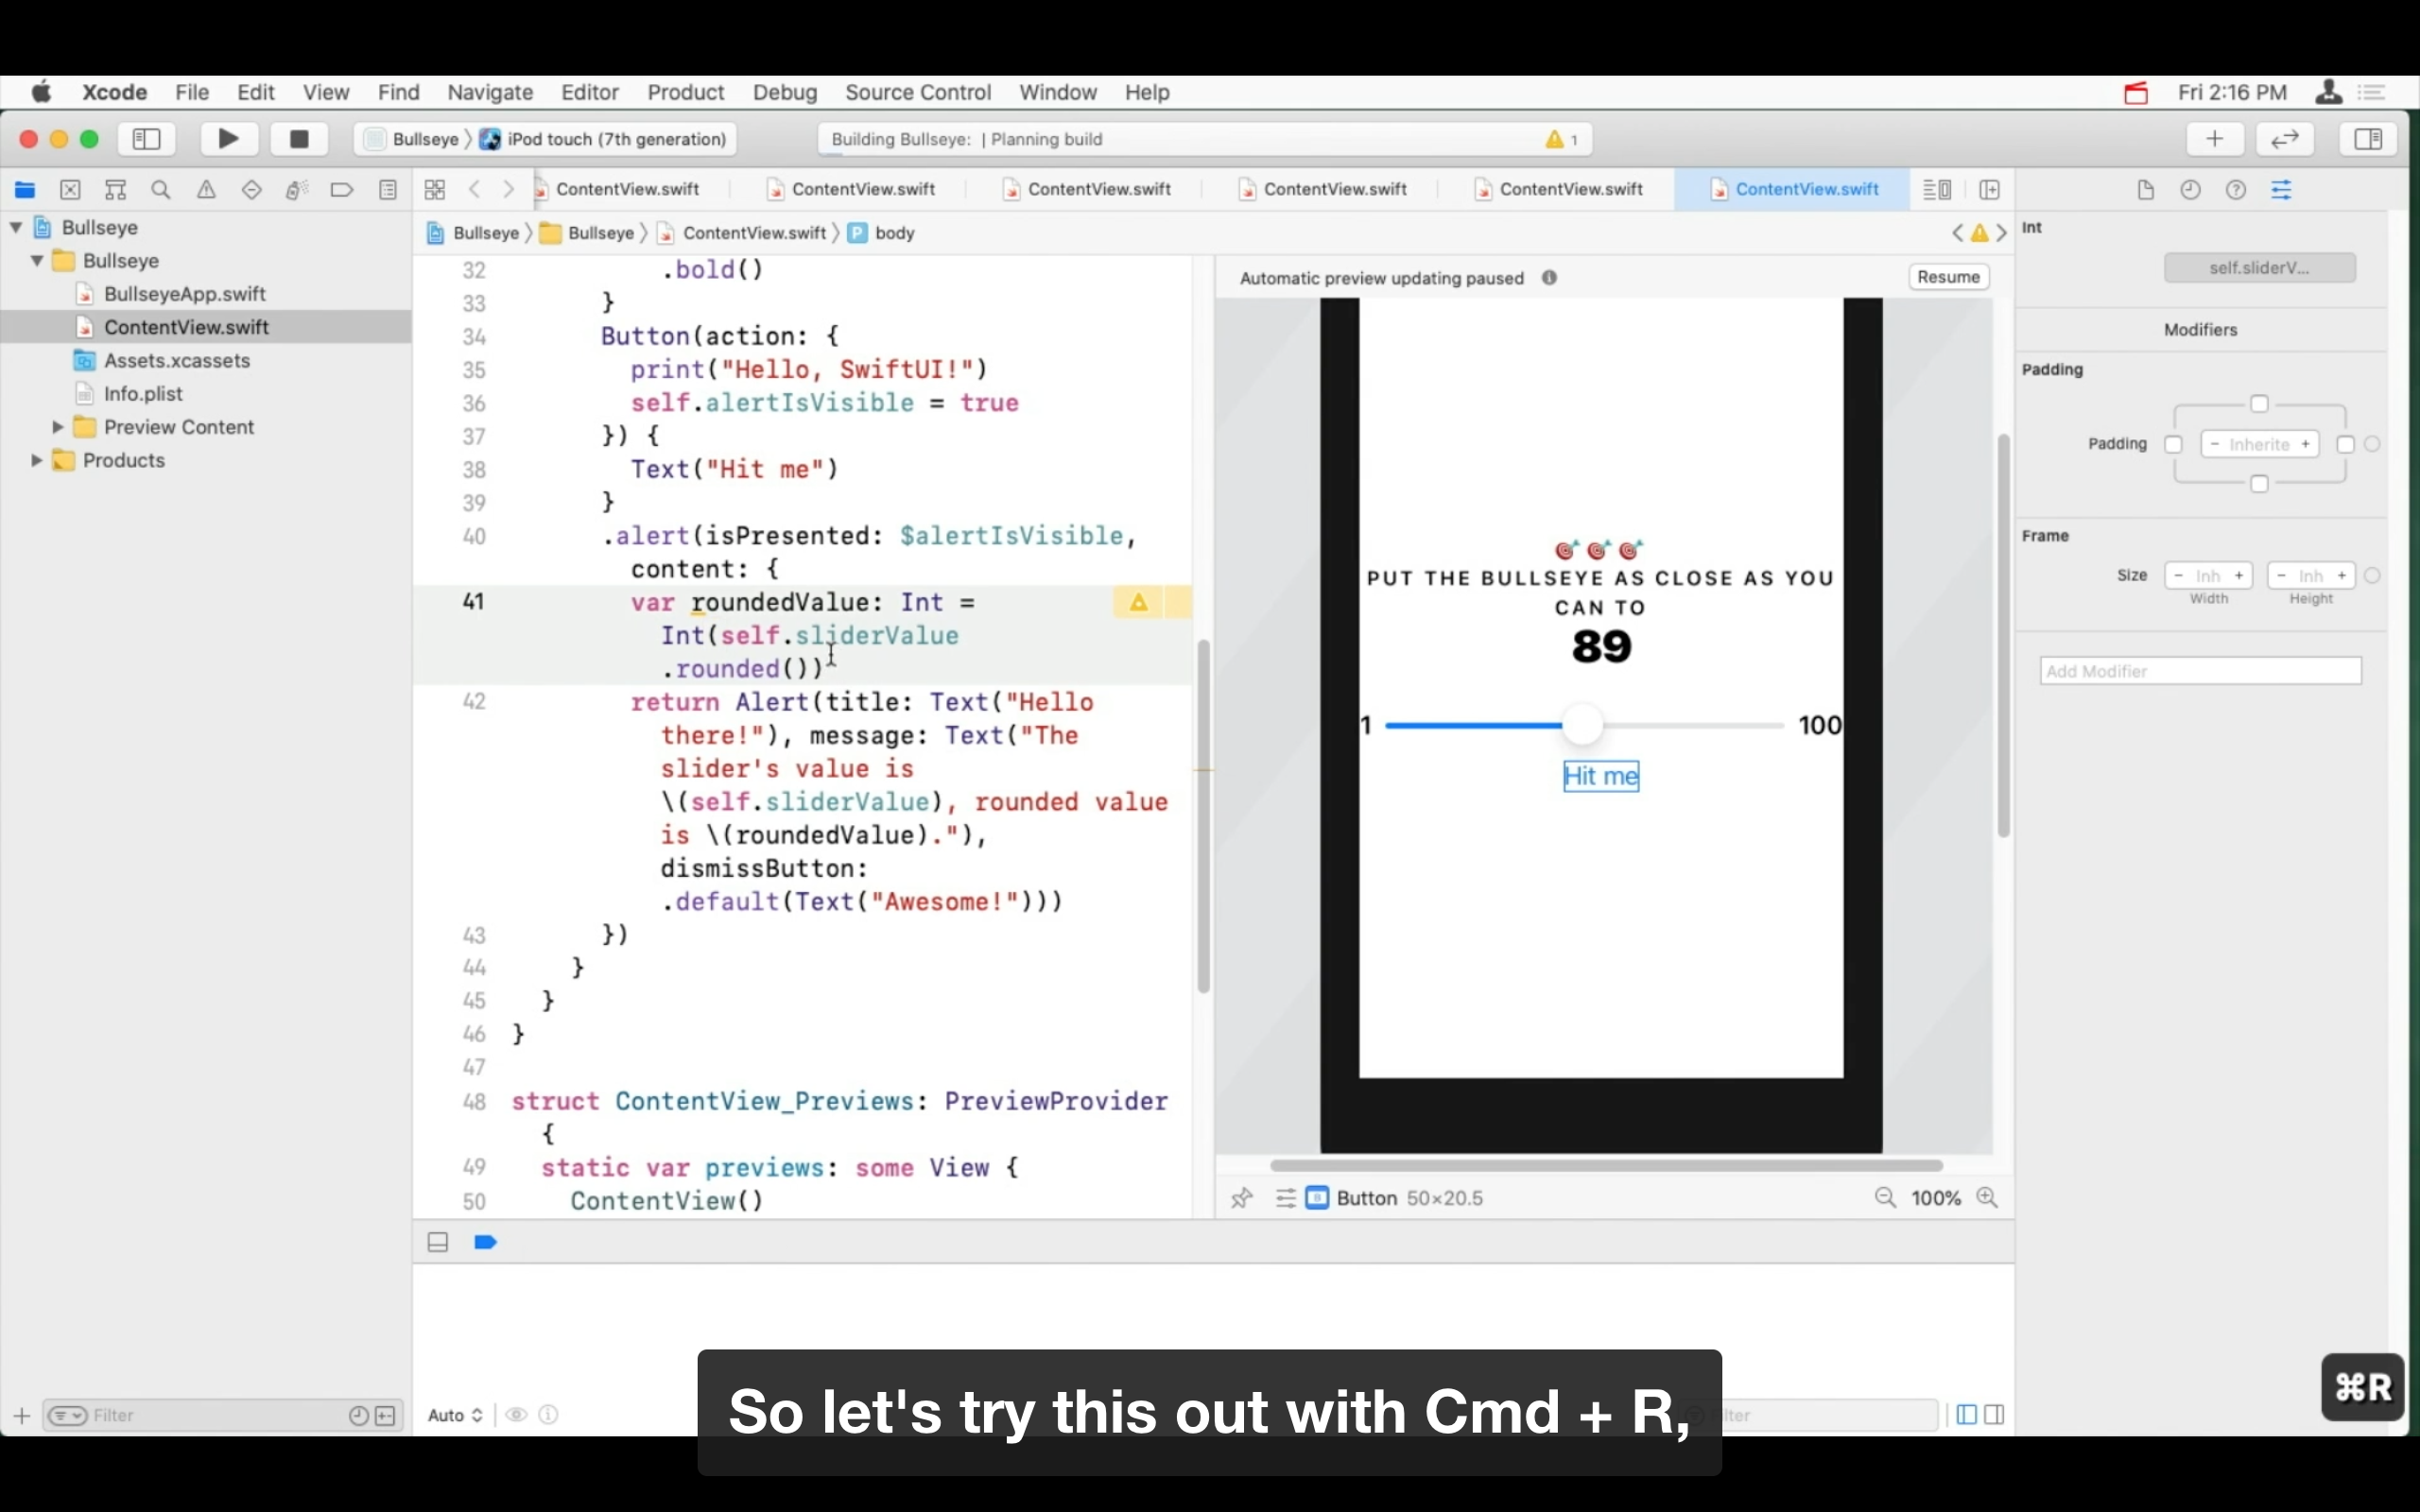 Xcode File Edit View Find Navigate Editor Product Debug Source Control Window Help Fri 2:16 PM
Bullseye 〉 iPod touch (7th generation) Building Bullseye: | Planning build 1
ContentView.swift ContentView.swift ContentView.swift ContentView.swift ContentView.swift ContentView.swift
Bullseye
Bullseye
BullseyeApp.swift
ContentView.swift
Assets.xcassets
Info.plist
Preview Content
Products
Filter
Bullseye 〉 Bullseye 〉 ContentView.swift 〉 P body
32 .bold()
33 }
34 Button(action: {
35 print("Hello, SwiftUI!")
36 self.alertIsVisible = true
37 }) {
38 Text("Hit me")
39 }
40 .alert(isPresented: $alertIsVisible,
content: {
41 var roundedValue: Int =
Int(self.sliderValue
.rounded())
42 return Alert(title: Text("Hello
there!"), message: Text("The
slider's value is
\(self.sliderValue), rounded value
is \(roundedValue)."),
dismissButton:
.default(Text("Awesome!")))
43 })
44 }
45 }
46 }
47
48 struct ContentView_Previews: PreviewProvider
{
49 static var previews: some View {
50 ContentView()
Automatic preview updating paused Resume
PUT THE BULLSEYE AS CLOSE AS YOU
CAN TO
89
1 100
Hit me
Button 50×20.5 100%
Int
self.sliderV...
Modifiers
Padding
Padding - Inherite +
Frame
Size - Inh + - Inh +
Width Height
Add Modifier
Auto
So let's try this out with Cmd + R,
⌘R